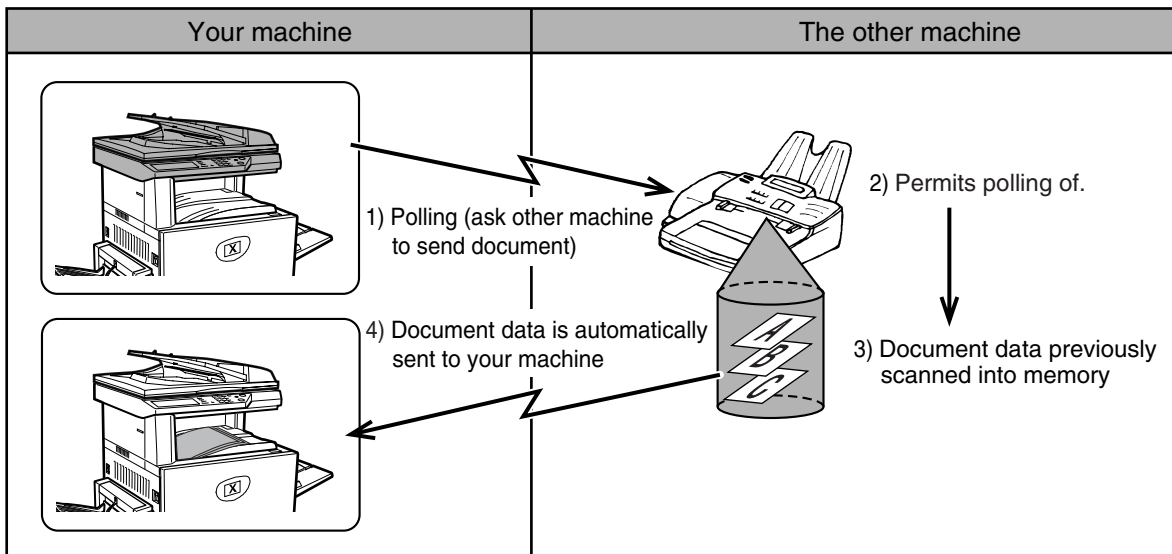 Your machine
The other machine
1) Polling (ask other machine
to send document)
2) Permits polling of.
3) Document data previously
scanned into memory
4) Document data is automatically
sent to your machine
X
X
A
B
C